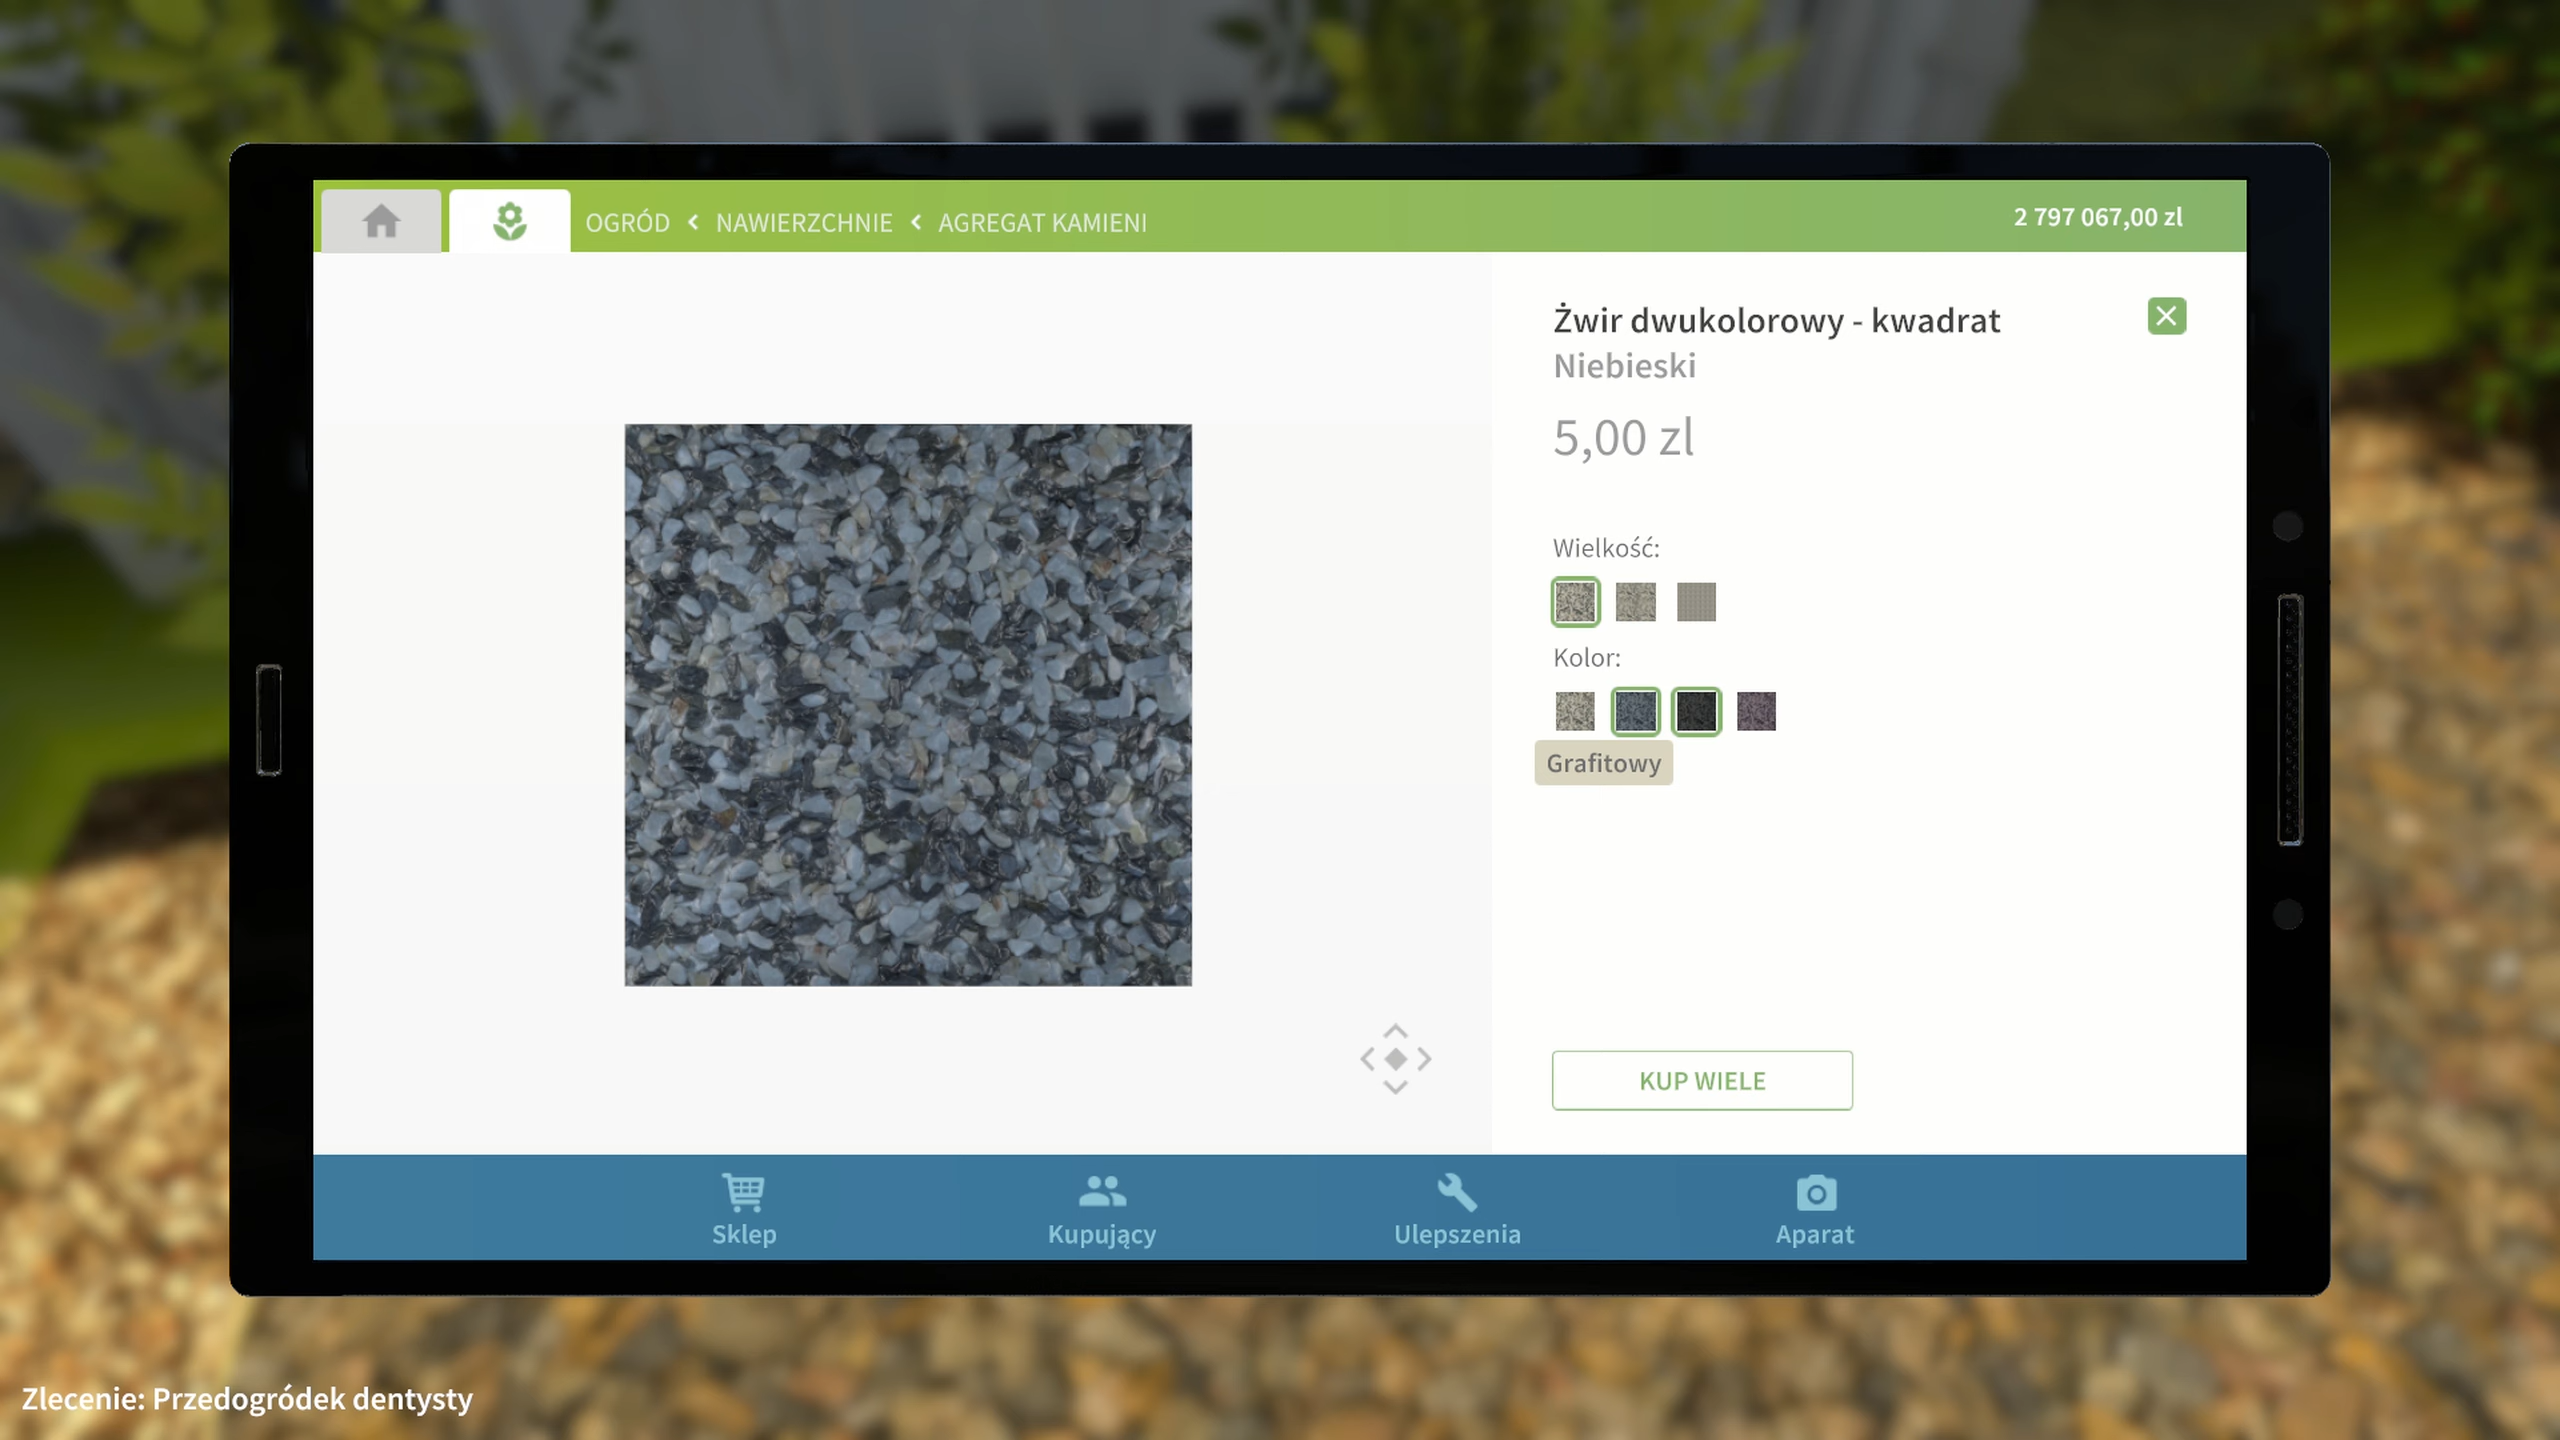 OGRÓD < NAWIERZCHNIE < AGREGAT KAMIENI
2 797 067,00 zl
Żwir dwukolorowy - kwadrat
Niebieski
5,00 zl
Wielkość:
Kolor:
Grafitowy
KUP WIELE
Sklep
Kupujący
Ulepszenia
Aparat
Zlecenie: Przedogródek dentysty